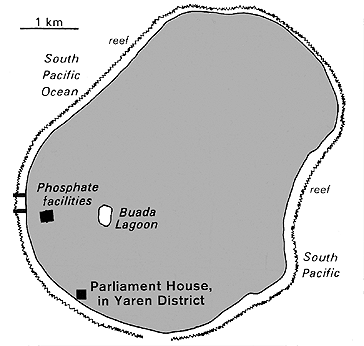 1 km
reef
South
Pacific
Ocean
Phosphate
facilities
Buada
Lagoon
reef
South
Pacific
Parliament House,
in Yaren District